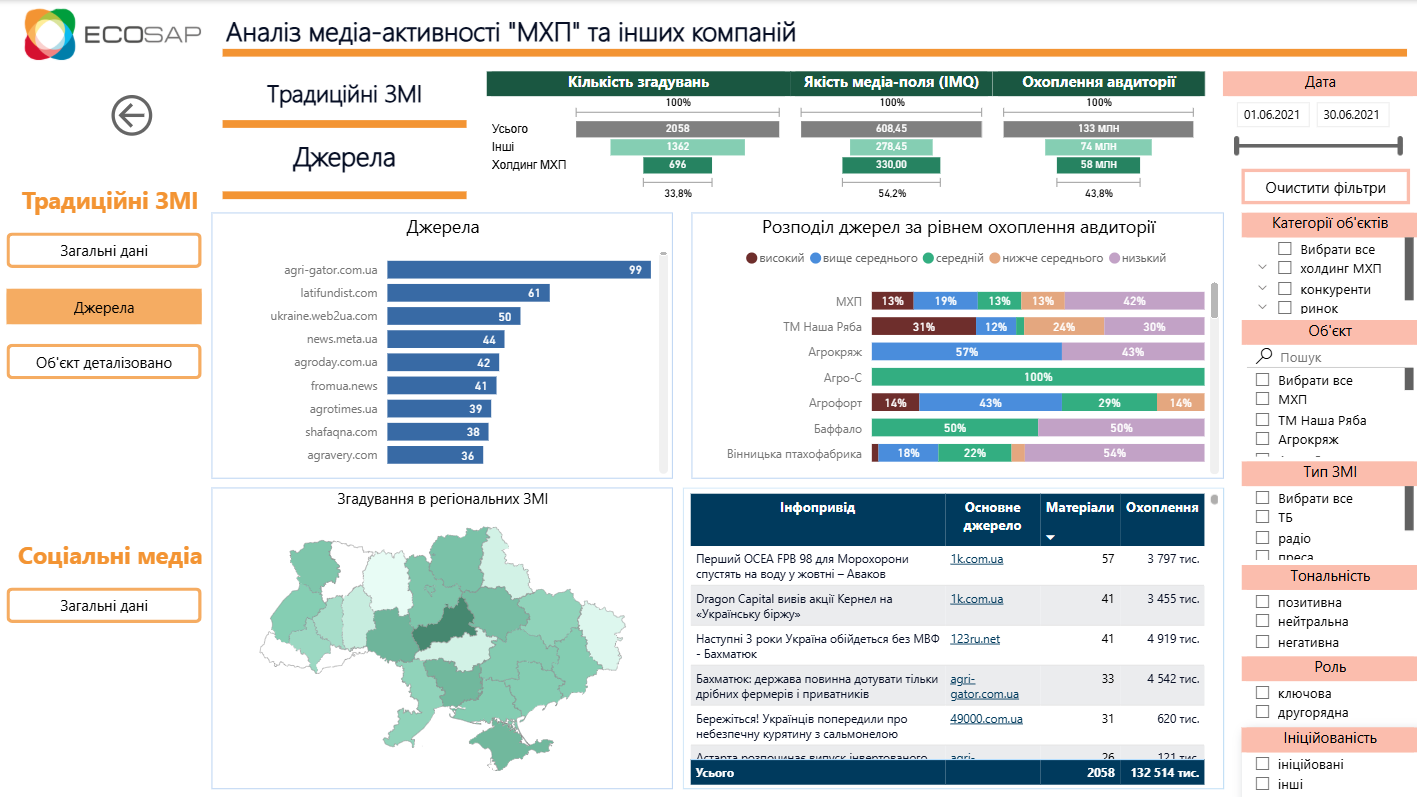 ECOSAP
Аналіз медіа-активності "МХП" та інших компаній
Традиційні ЗМІ
Джерела
Кількість згадувань
Якість медіа-поля (IMQ)
Охоплення авдиторії
100%
100%
100%
Усього 2058 608,45 133 МЛН
Інші 1362 278,45 74 МЛН
Холдинг МХП 696 330,00 58 МЛН
33,8% 54,2% 43,8%
Традиційні ЗМІ
Загальні дані
Джерела
Об'єкт деталізовано
Соціальні медіа
Загальні дані
Джерела
agri-gator.com.ua 99
latifundist.com 61
ukraine.web2ua.com 50
news.meta.ua 44
agroday.com.ua 42
fromua.news 41
agrotimes.ua 39
shafaqna.com 38
agravery.com 36
Розподіл джерел за рівнем охоплення авдиторії
високий вище середнього середній нижче середнього низький
МХП 13% 19% 13% 13% 42%
ТМ Наша Ряба 31% 12% 24% 30%
Агрокряж 57% 43%
Агро-С 100%
Агрофорт 14% 43% 29% 14%
Баффало 50% 50%
Вінницька птахофабрика 18% 22% 54%
Згадування в регіональних ЗМІ
Інфопривід
Основне
джерело
Матеріали
Охоплення
Перший OCEA FPB 98 для Морохорони
спустять на воду у жовтні – Аваков
1k.com.ua 57 3 797 тис.
Dragon Capital вивів акції Кернел на
«Українську біржу»
1k.com.ua 41 3 455 тис.
Наступні 3 роки Україна обійдеться без МВФ
- Бахматюк
123ru.net 41 4 919 тис.
Бахматюк: держава повинна дотувати тільки
дрібних фермерів і приватників
agri-
gator.com.ua
33 4 542 тис.
Бережіться! Українців попередили про
небезпечну курятину з сальмонелою
49000.com.ua 31 620 тис.
Астарта розпочинає випуск інвертованого agri- 26 121 тис.
Усього 2058 132 514 тис.
Дата
01.06.2021 30.06.2021
Очистити фільтри
Категорії об'єктів
Вибрати все
холдинг МХП
конкуренти
ринок
Об'єкт
Пошук
Вибрати все
МХП
ТМ Наша Ряба
Агрокряж
Тип ЗМІ
Вибрати все
ТБ
радіо
преса
Тональність
позитивна
нейтральна
негативна
Роль
ключова
другорядна
Ініційованість
ініційовані
інші